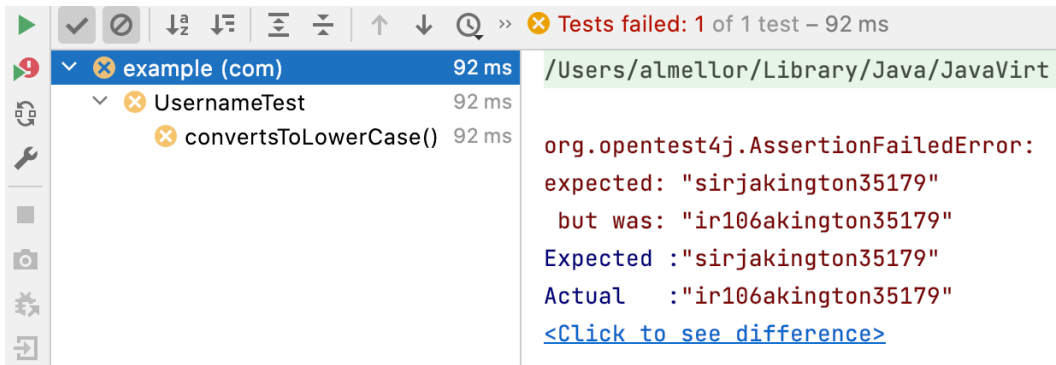 Tests failed: 1 of 1 test – 92 ms
example (com) 92 ms
UsernameTest 92 ms
convertsToLowerCase() 92 ms
/Users/almellor/Library/Java/JavaVirt
org.opentest4j.AssertionFailedError:
expected: "sirjakington35179"
but was: "ir106akington35179"
Expected :"sirjakington35179"
Actual :"ir106akington35179"
<Click to see difference>